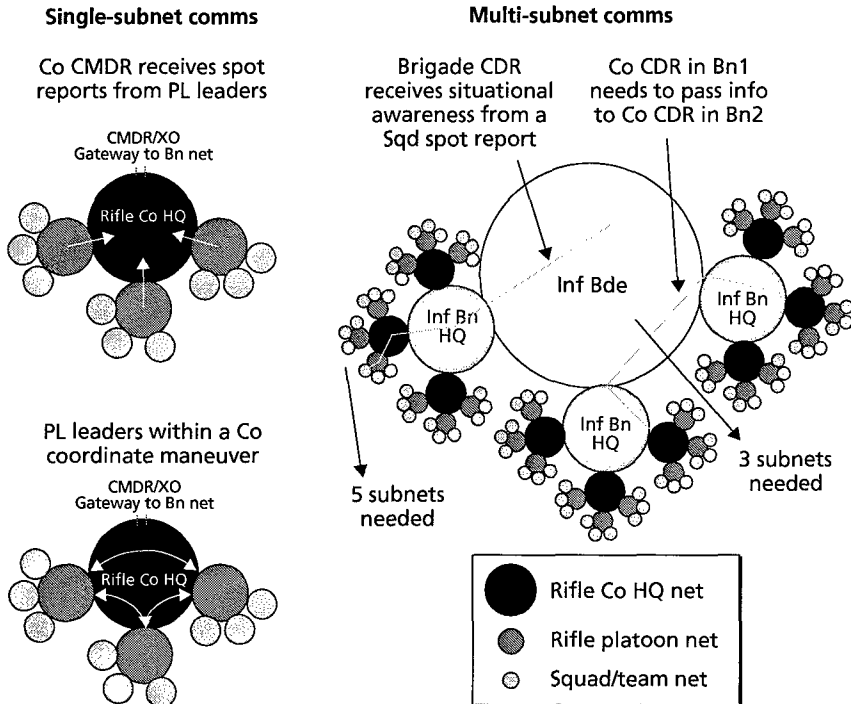 Single-subnet comms
Co CMDR receives spot
reports from PL leaders
CMDR/XO
Gateway to Bn net
Rifle Co HQ
PL leaders within a Co
coordinate maneuver
CMDR/XO
Gateway to Bn net
Rifle Co HQ
Multi-subnet comms
Brigade CDR
receives situational
awareness from a
Sqd spot report
Co CDR in Bn1
needs to pass info
to Co CDR in Bn2
Inf Bde
Inf Bn
HQ
Inf Bn
HQ
Inf Bn
HQ
5 subnets
needed
3 subnets
needed
Rifle Co HQ net
Rifle platoon net
Squad/team net